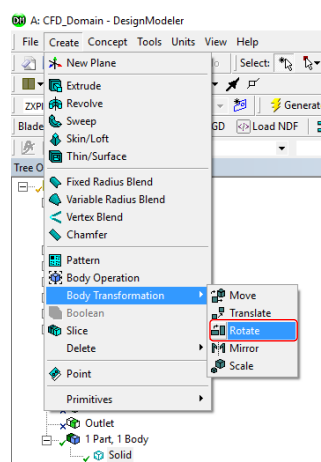 A: CFD_Domain - DesignModeler
File Create Concept Tools Units View Help
New Plane
Select:
Extrude
Revolve
ZXPl
Generat
Sweep
Blade
GD Load NDF
Skin/Loft
Thin/Surface
Tree O
Fixed Radius Blend
Variable Radius Blend
Vertex Blend
Chamfer
Pattern
Body Operation
Body Transformation
Move
Boolean
Translate
Slice
Rotate
Delete
Mirror
Point
Scale
Primitives
Outlet
1 Part, 1 Body
Solid